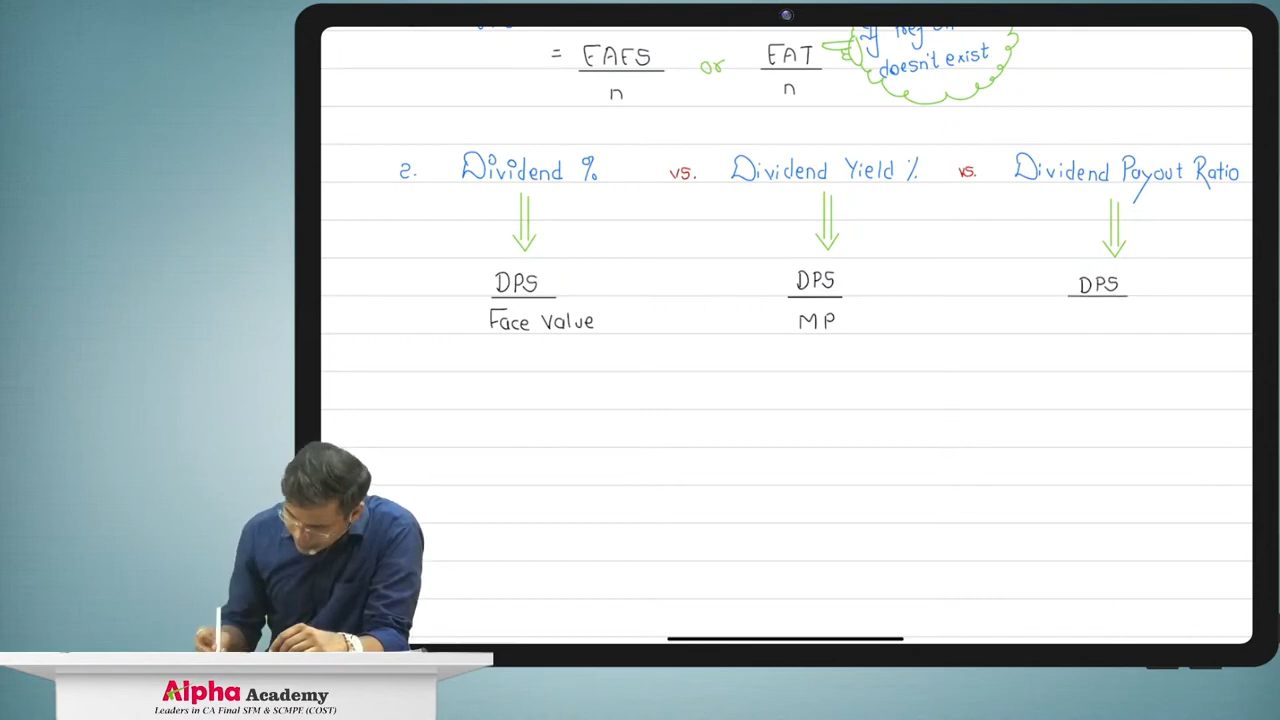 = EAES or EAT
n n
doesn't exist
2. Dividend % vs. Dividend Yield % vs. Dividend Payout Ratio
DPS DPS DPS
Face Value MP
Alpha Academy
Leaders in CA Final SFM & SCMPE (COST)